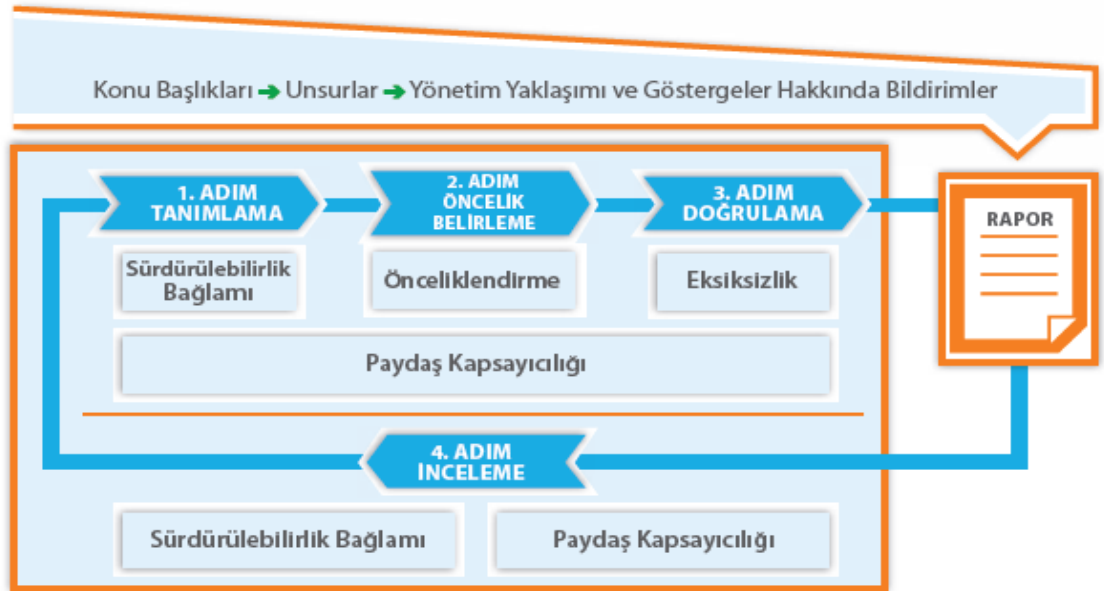 Konu Başlıkları ➔ Unsurlar ➔ Yönetim Yaklaşımı ve Göstergeler Hakkında Bildirimler
1. ADIM
TANIMLAMA
2. ADIM
ÖNCELİK
BELİRLEME
3. ADIM
DOĞRULAMA
RAPOR
Sürdürülebilirlik
Bağlamı
Önceliklendirme
Eksiksizlik
Paydaş Kapsayıcılığı
4. ADIM
İNCELEME
Sürdürülebilirlik Bağlamı
Paydaş Kapsayıcılığı